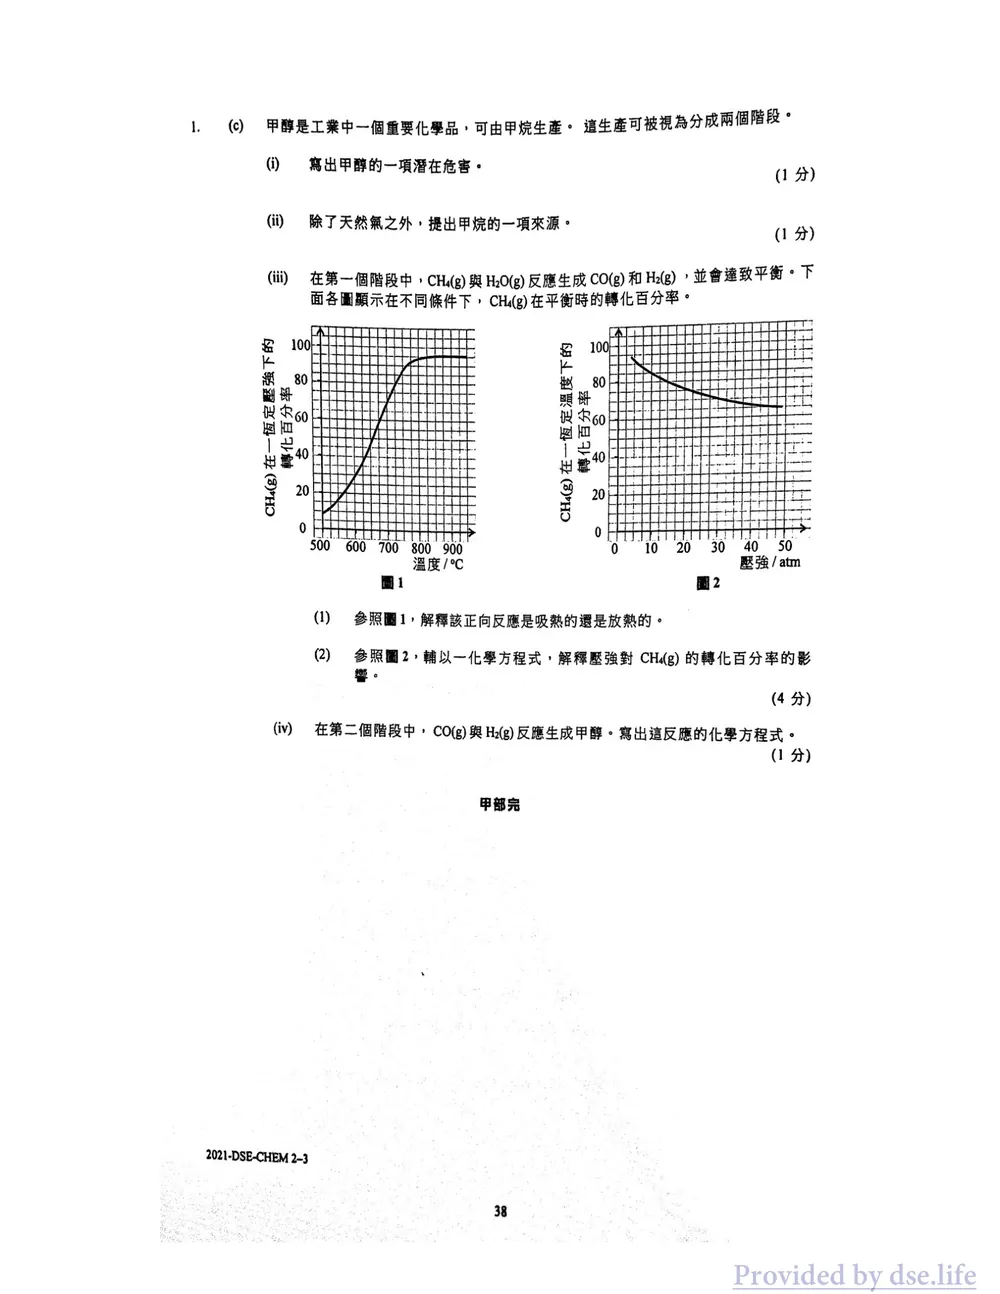 1. (c) 甲醇是工業中一個重要化學品，可由甲烷生產。 這生產可被視為分成兩個階段。
(i) 寫出甲醇的一項潛在危害。
(1 分)
(ii) 除了天然氣之外，提出甲烷的一項來源。
(1 分)
(iii) 在第一個階段中，CH₄(g) 與 H₂O(g) 反應生成 CO(g) 和 H₂(g) ，並會達致平衡。下
面各圖顯示在不同條件下， CH₄(g) 在平衡時的轉化百分率。
CH₄(g) 在一恆定壓強下的
轉化百分率
100
80
60
40
20
0
500 600 700 800 900
溫度 / °C
圖 1
CH₄(g) 在一恆定溫度下的
轉化百分率
100
80
60
40
20
0
0 10 20 30 40 50
壓強 / atm
圖 2
(1) 參照圖 1，解釋該正向反應是吸熱的還是放熱的。
(2) 參照圖 2，輔以一化學方程式，解釋壓強對 CH₄(g) 的轉化百分率的影
響。
(4 分)
(iv) 在第二個階段中， CO(g) 與 H₂(g) 反應生成甲醇。寫出這反應的化學方程式。
(1 分)
甲部完
2021-DSE-CHEM 2–3
38
Provided by dse.life